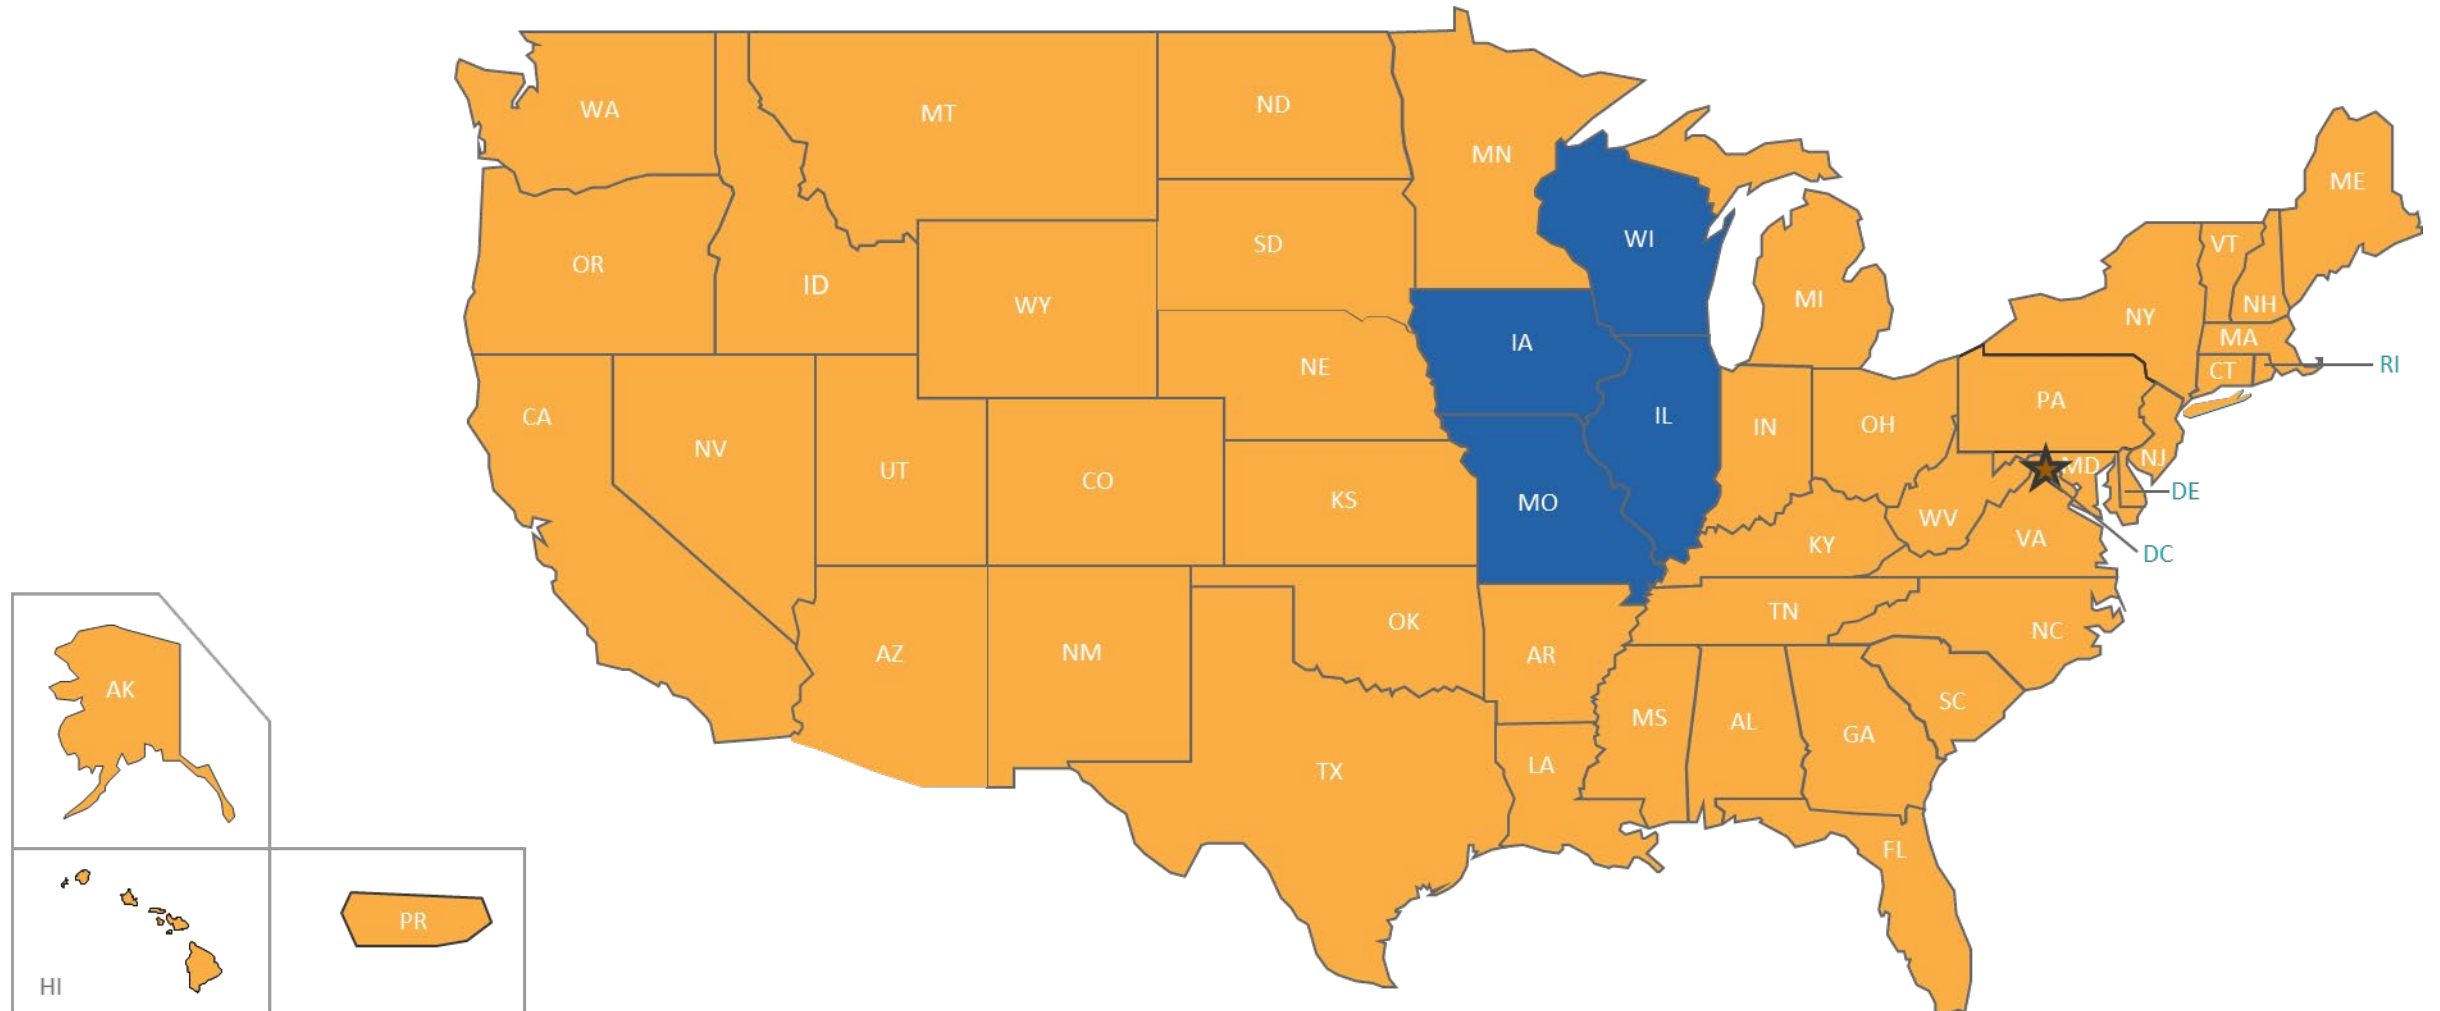 WA
MT
ND
MN
ME
OR
ID
WY
SD
WI
MI
VT
NH
NY
MA
CT
RI
CA
NV
UT
CO
NE
KS
IA
IL
MO
IN
OH
PA
NJ
MD
DE
DC
WV
VA
KY
TN
NC
SC
AZ
NM
OK
AR
TX
LA
MS
AL
GA
FL
AK
HI
PR